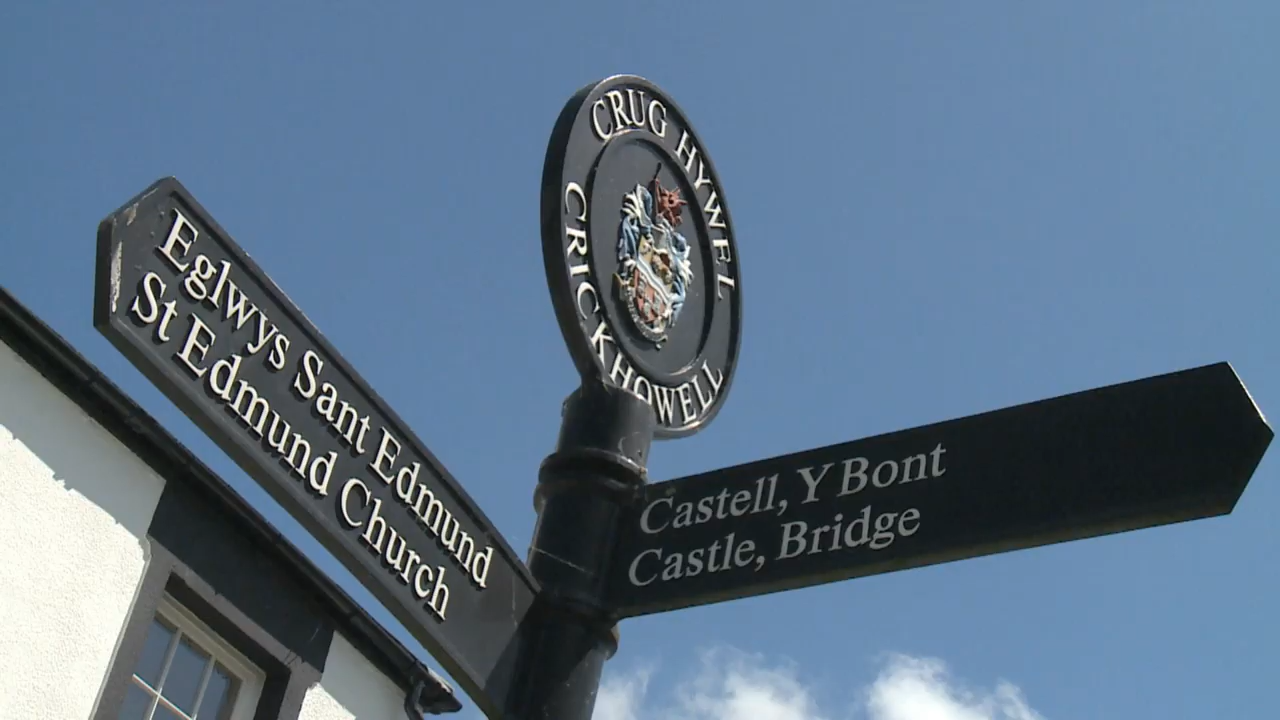 CRUG HYWEL
CRICKHOWELL
Eglwys Sant Edmund
St Edmund Church
Castell, Y Bont
Castle, Bridge